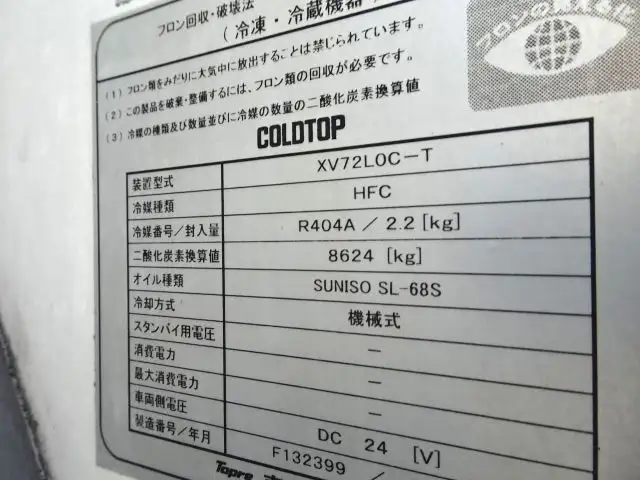 フロン回収・破壊法
(冷凍・冷蔵機器
フロンの見える化
(1) フロン類をみだりに大気中に放出することは禁じられています。
(2) この製品を破棄・整備するには、フロン類の回収が必要です。
(3) 冷媒の種類及び数量並びに冷媒の数量の二酸化炭素換算値
COLDTOP
装置型式 XV72L0C-T
冷媒種類 HFC
冷媒番号/封入量 R404A / 2.2 [kg]
二酸化炭素換算値 8624 [kg]
オイル種類 SUNISO SL-68S
冷却方式 機械式
スタンバイ用電圧 —
消費電力 —
最大消費電力 —
車両側電圧 DC 24 [V]
製造番号/年月 F132399 /
Topre